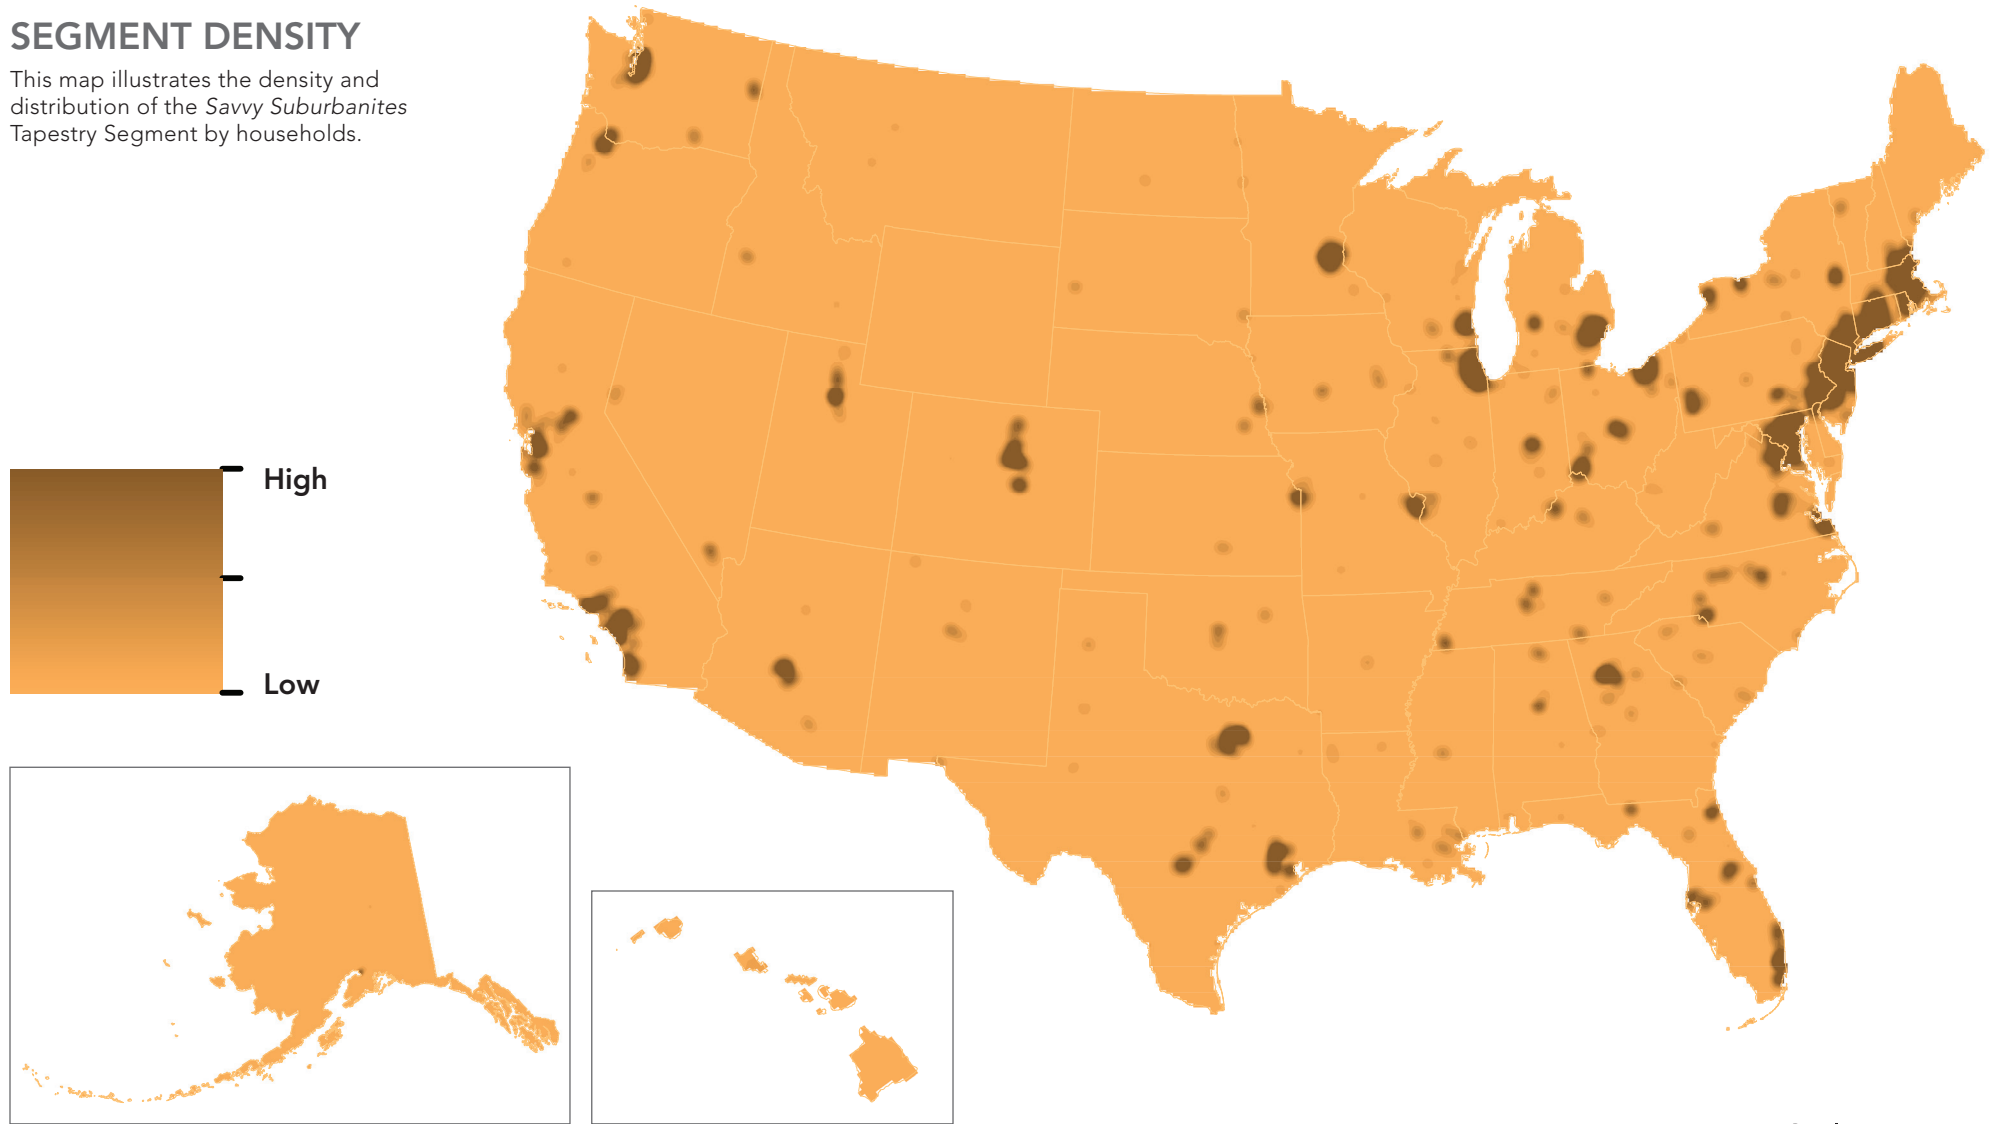 SEGMENT DENSITY
This map illustrates the density and
distribution of the Savvy Suburbanites
Tapestry Segment by households.
High
Low